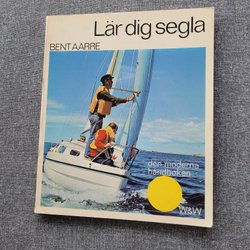 Lär dig segla
BENT AARRE
den moderna
handboken
W&W